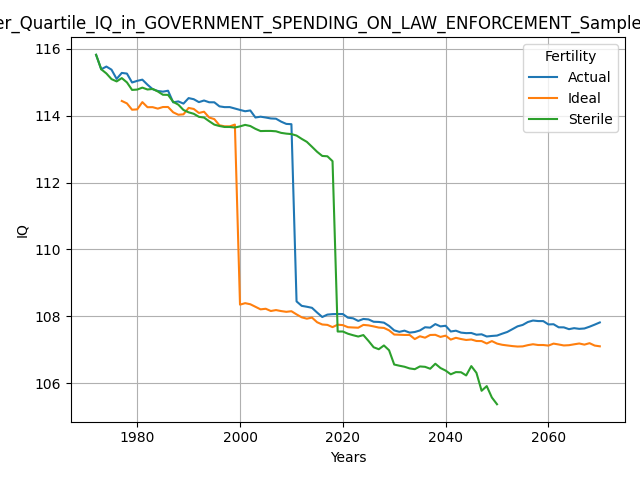 er_Quartile_IQ_in_GOVERNMENT_SPENDING_ON_LAW_ENFORCEMENT_Sample
116
114
112
110
108
106
IQ
1980
2000
2020
2040
2060
Years
Fertility
Actual
Ideal
Sterile